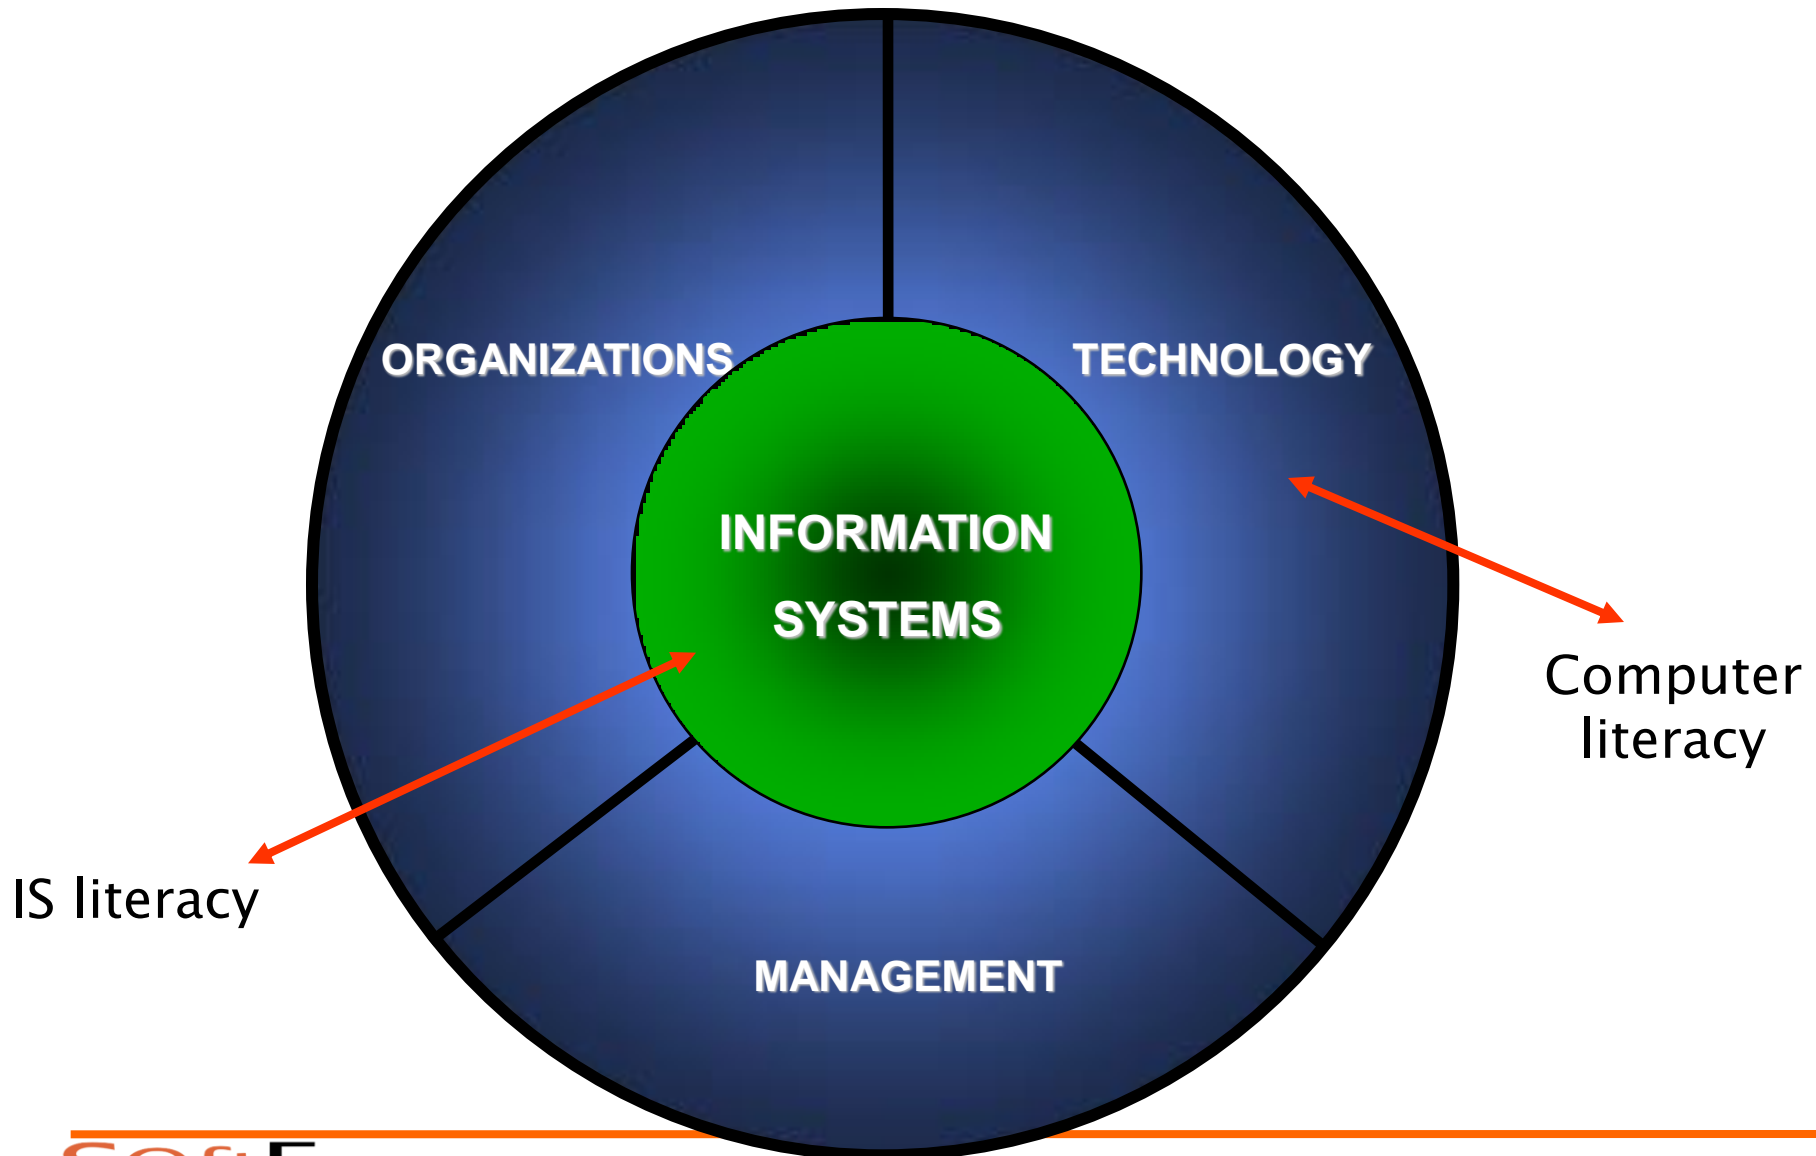 ORGANIZATIONS
TECHNOLOGY
INFORMATION
SYSTEMS
Computer
literacy
IS literacy
MANAGEMENT